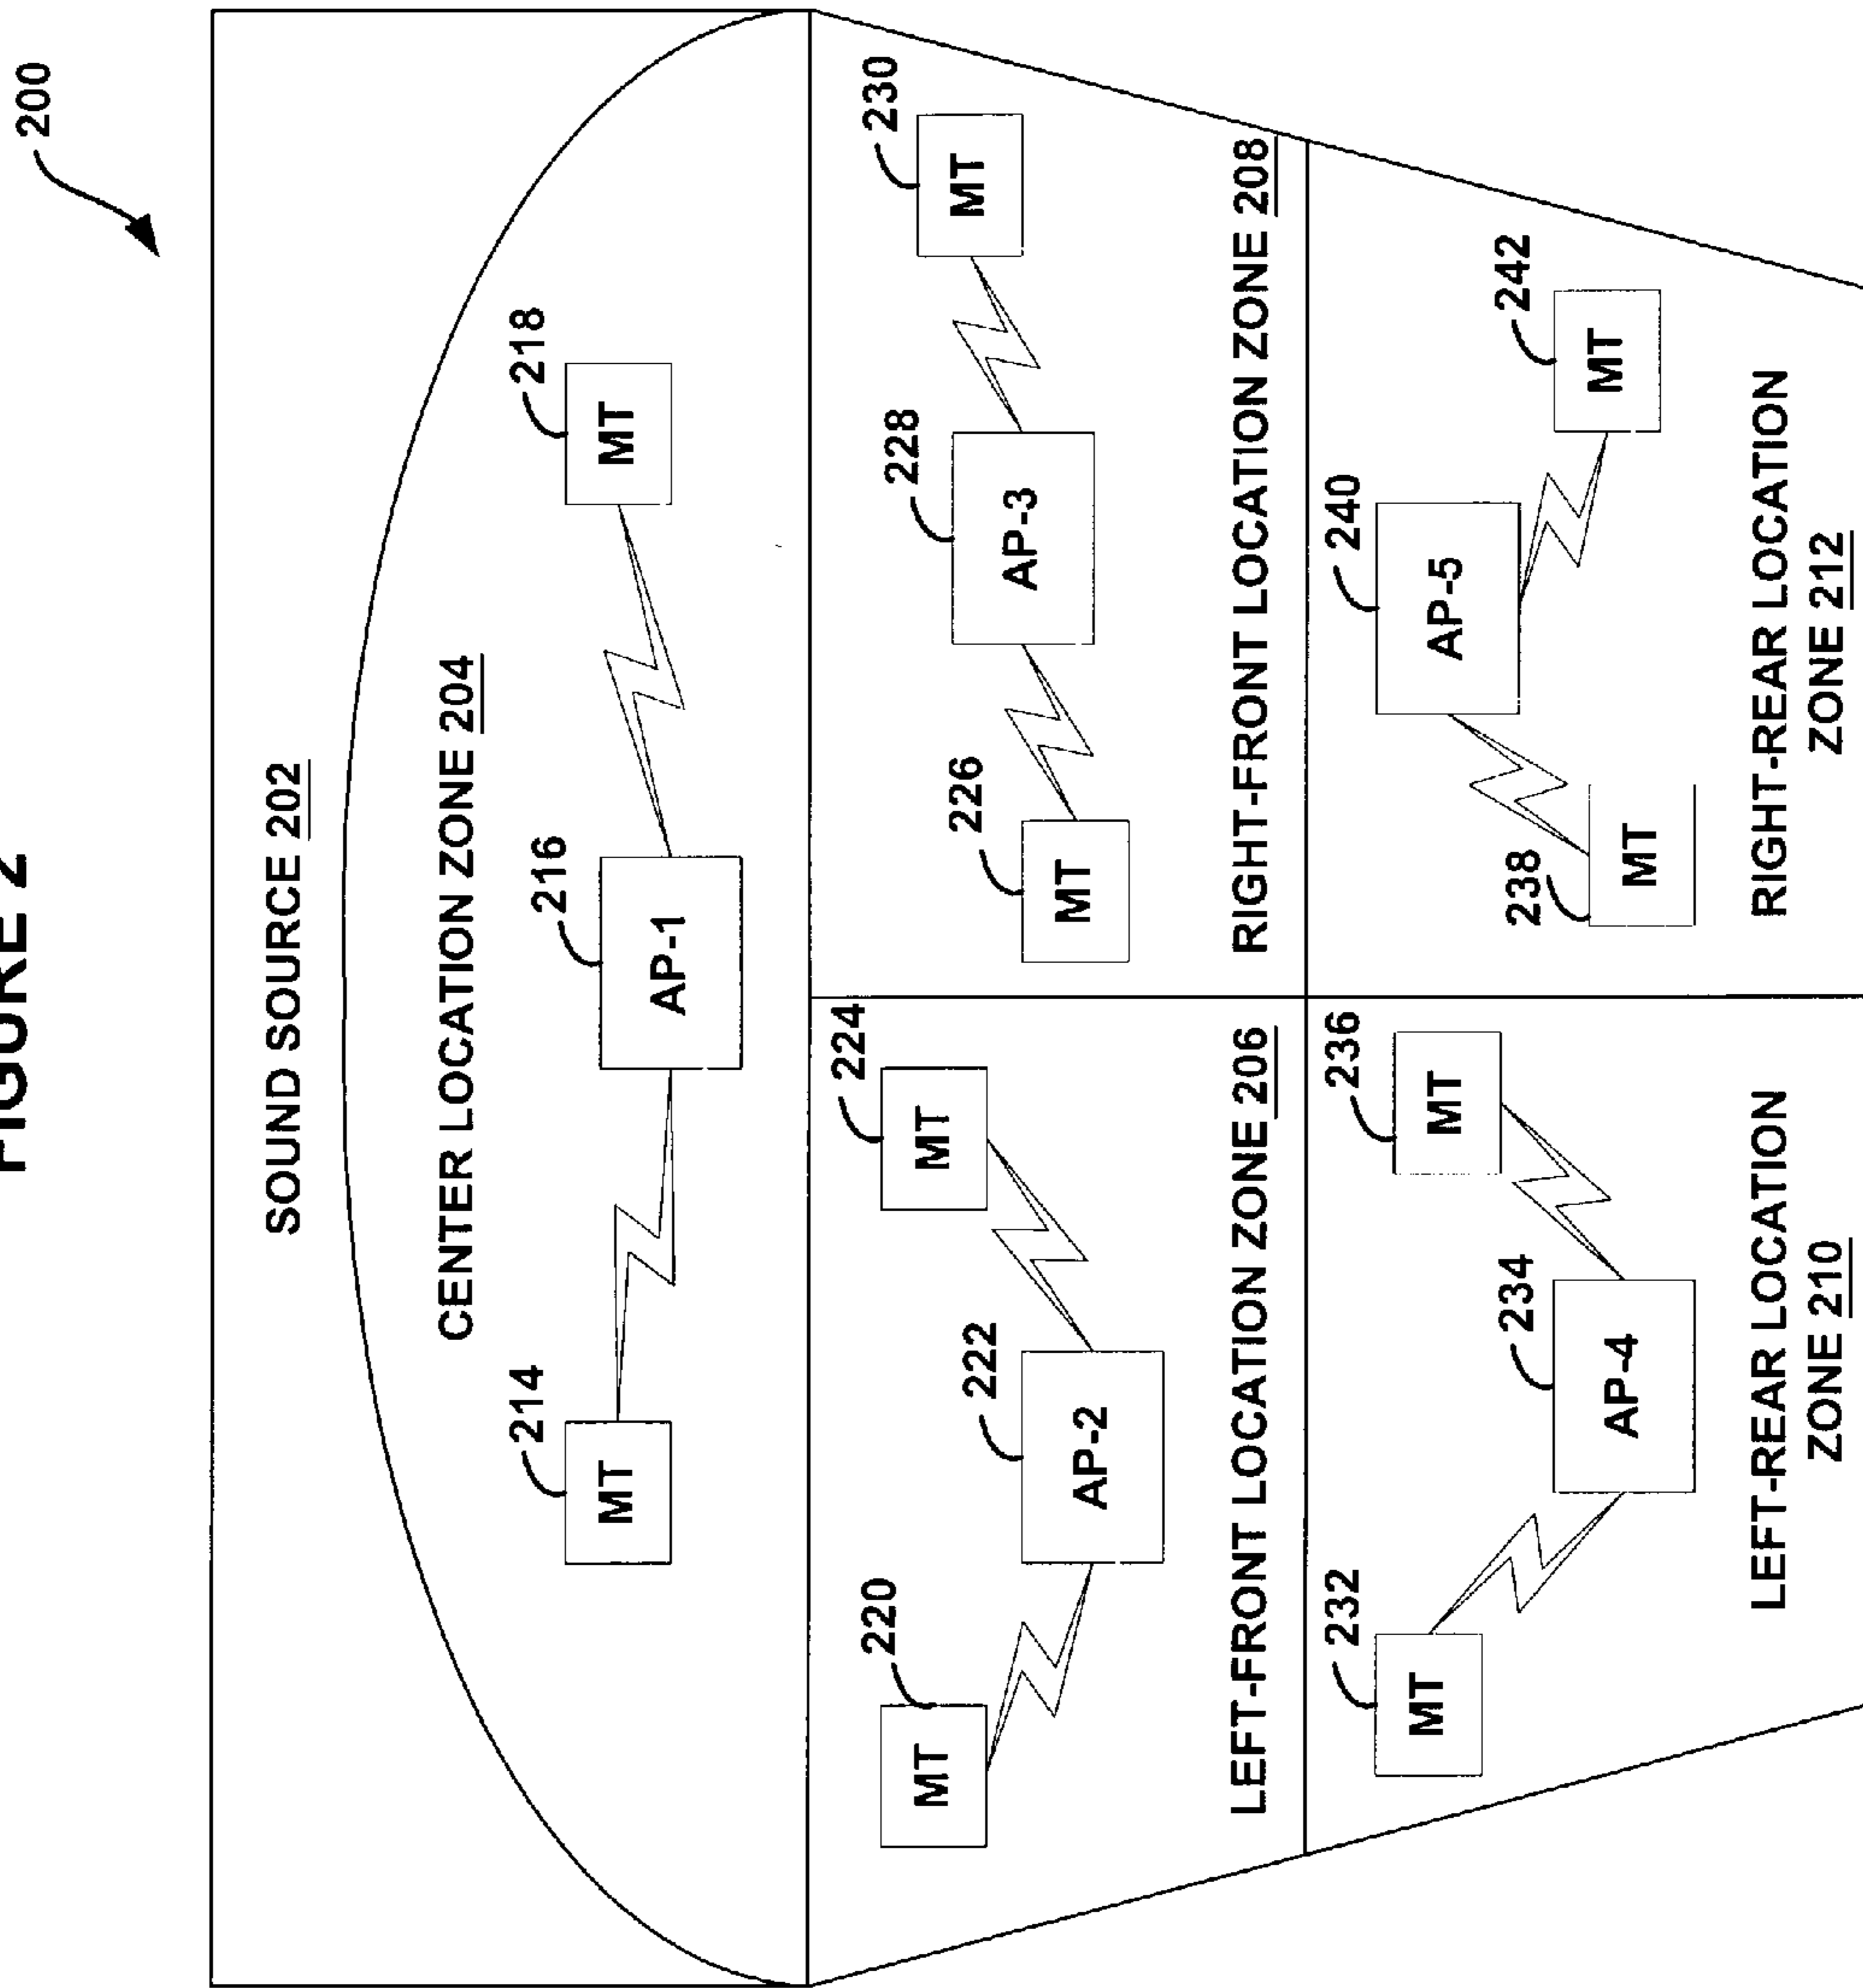 FIGURE 2
200
SOUND SOURCE 202
CENTER LOCATION ZONE 204
214
MT
216
AP-1
218
MT
220
MT
222
AP-2
224
MT
LEFT-FRONT LOCATION ZONE 206
226
MT
228
AP-3
230
MT
RIGHT-FRONT LOCATION ZONE 208
232
MT
234
AP-4
236
MT
LEFT-REAR LOCATION
ZONE 210
238
MT
240
AP-5
242
MT
RIGHT-REAR LOCATION
ZONE 212